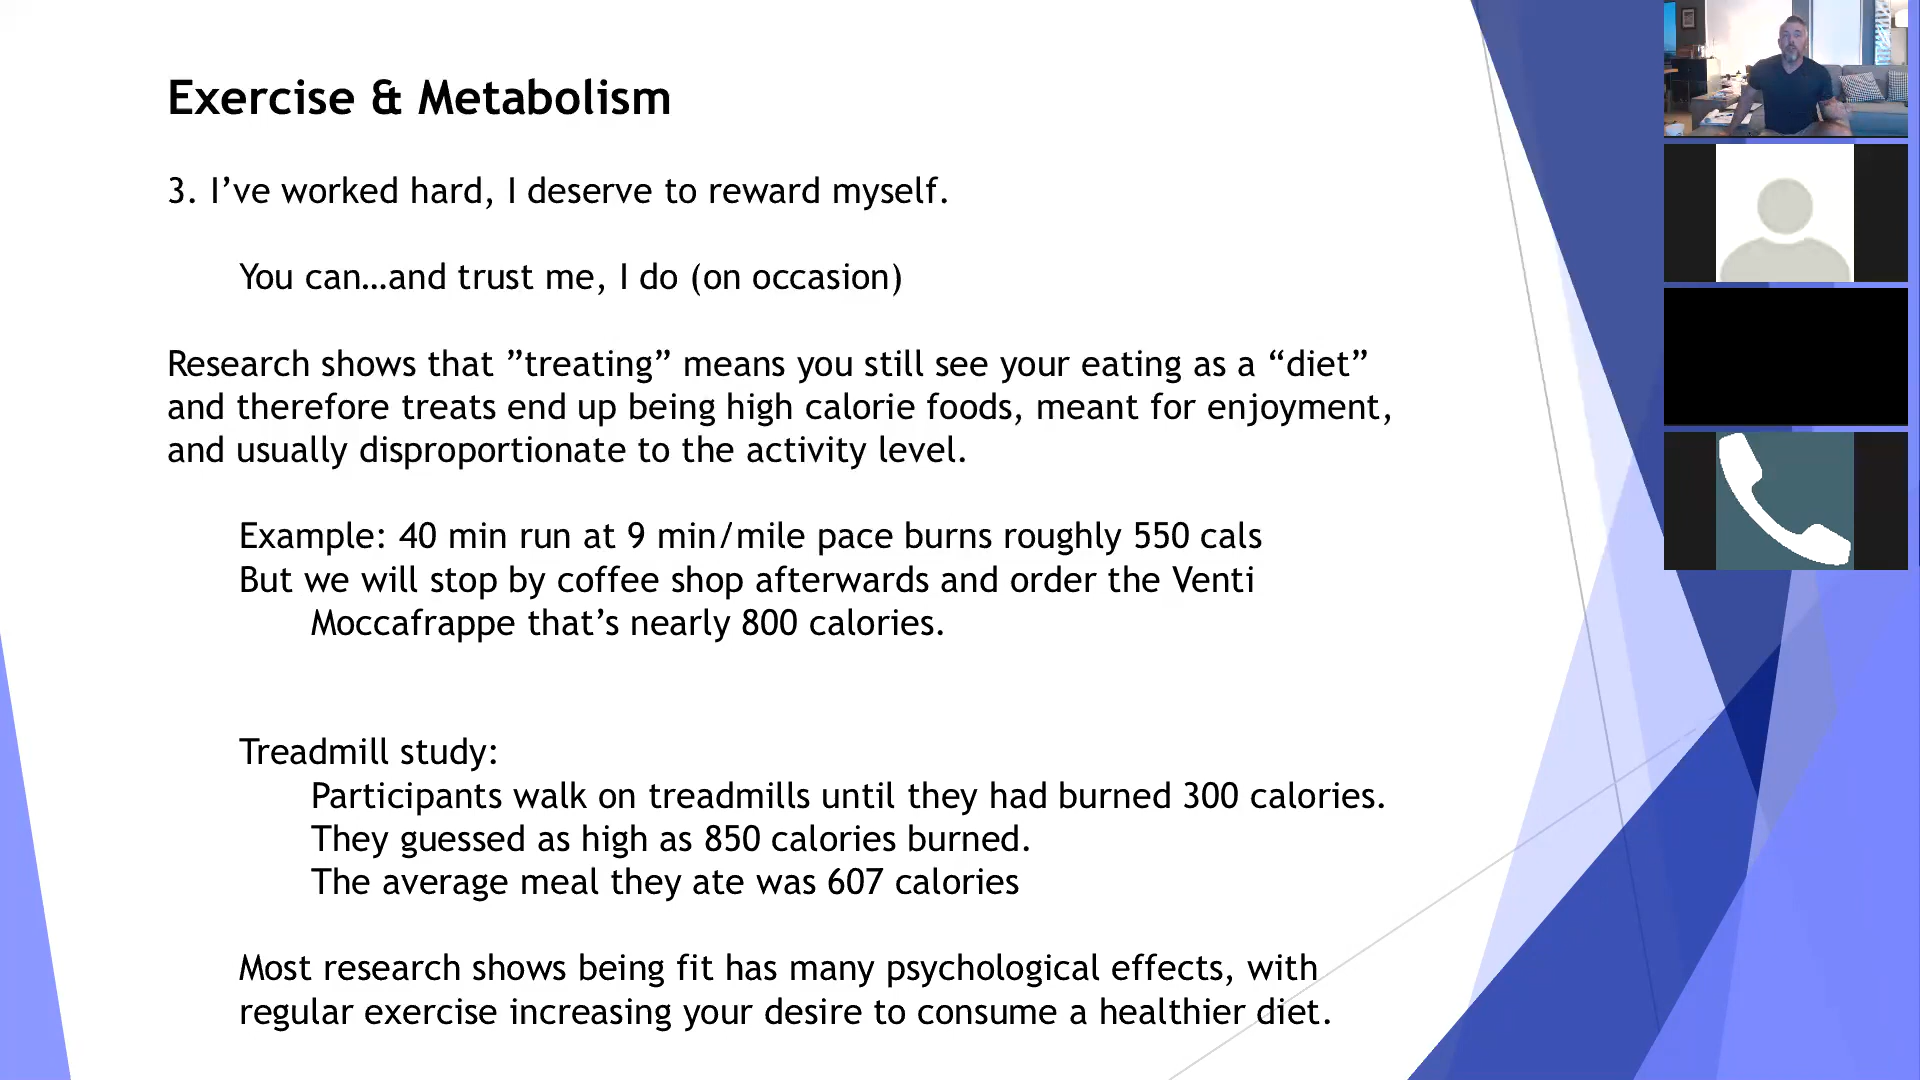 Exercise & Metabolism
3. I’ve worked hard, I deserve to reward myself.
You can…and trust me, I do (on occasion)
Research shows that ”treating” means you still see your eating as a “diet”
and therefore treats end up being high calorie foods, meant for enjoyment,
and usually disproportionate to the activity level.
Example: 40 min run at 9 min/mile pace burns roughly 550 cals
But we will stop by coffee shop afterwards and order the Venti
Moccafrappe that’s nearly 800 calories.
Treadmill study:
Participants walk on treadmills until they had burned 300 calories.
They guessed as high as 850 calories burned.
The average meal they ate was 607 calories
Most research shows being fit has many psychological effects, with
regular exercise increasing your desire to consume a healthier diet.